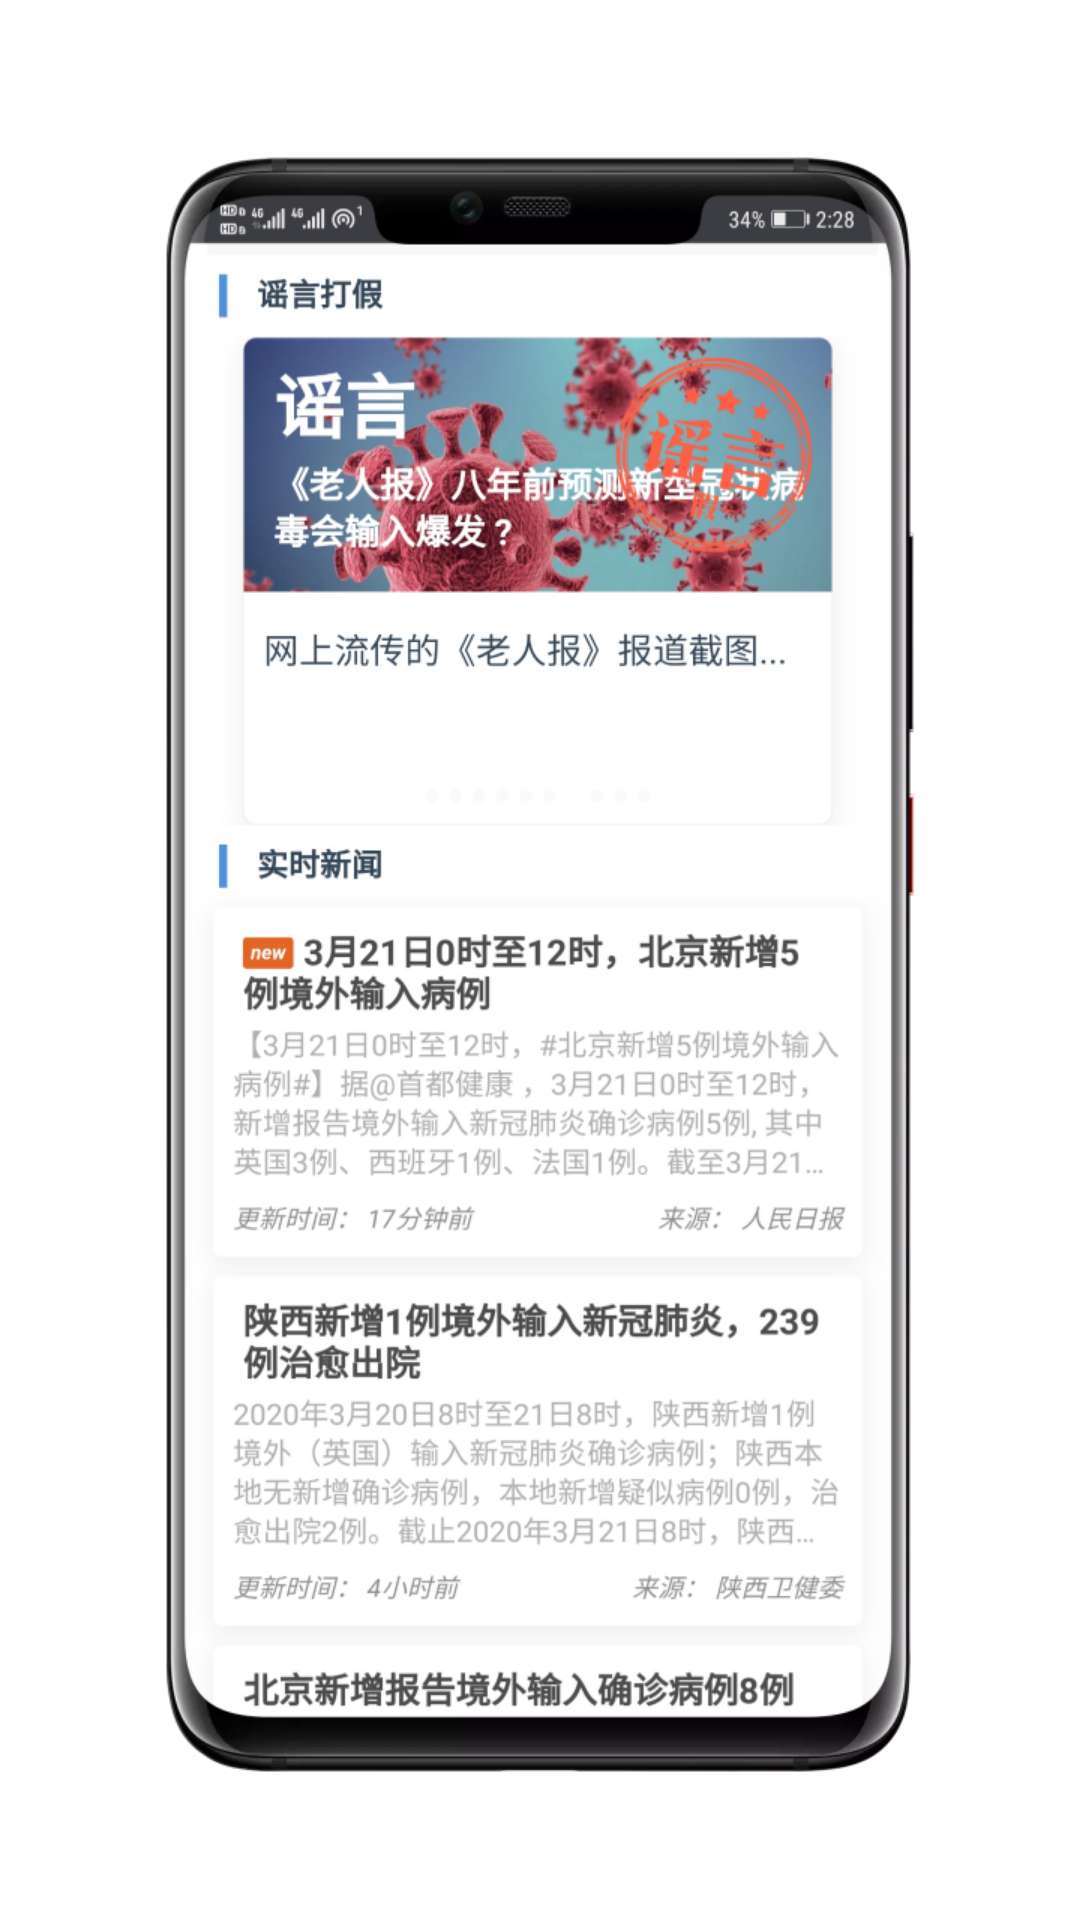 HD 4G 4G 1 34% 2:28
HD
谣言打假
谣言
谣言
《老人报》八年前预测新型冠状病
毒会输入爆发？
网上流传的《老人报》报道截图...
实时新闻
new 3月21日0时至12时，北京新增5
例境外输入病例
【3月21日0时至12时，#北京新增5例境外输入
病例#】据@首都健康 ，3月21日0时至12时，
新增报告境外输入新冠肺炎确诊病例5例, 其中
英国3例、西班牙1例、法国1例。截至3月21...
更新时间： 17分钟前 来源： 人民日报
陕西新增1例境外输入新冠肺炎，239
例治愈出院
2020年3月20日8时至21日8时，陕西新增1例
境外（英国）输入新冠肺炎确诊病例；陕西本
地无新增确诊病例，本地新增疑似病例0例，治
愈出院2例。截止2020年3月21日8时，陕西...
更新时间： 4小时前 来源： 陕西卫健委
北京新增报告境外输入确诊病例8例